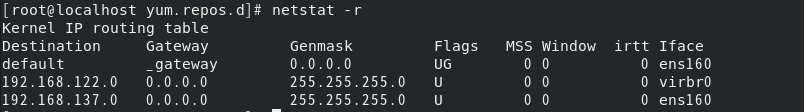 [root@localhost yum.repos.d]# netstat -r
Kernel IP routing table
Destination     Gateway         Genmask         Flags   MSS Window  irtt Iface
default         _gateway        0.0.0.0         UG        0 0          0 ens160
192.168.122.0   0.0.0.0         255.255.255.0   U         0 0          0 virbr0
192.168.137.0   0.0.0.0         255.255.255.0   U         0 0          0 ens160